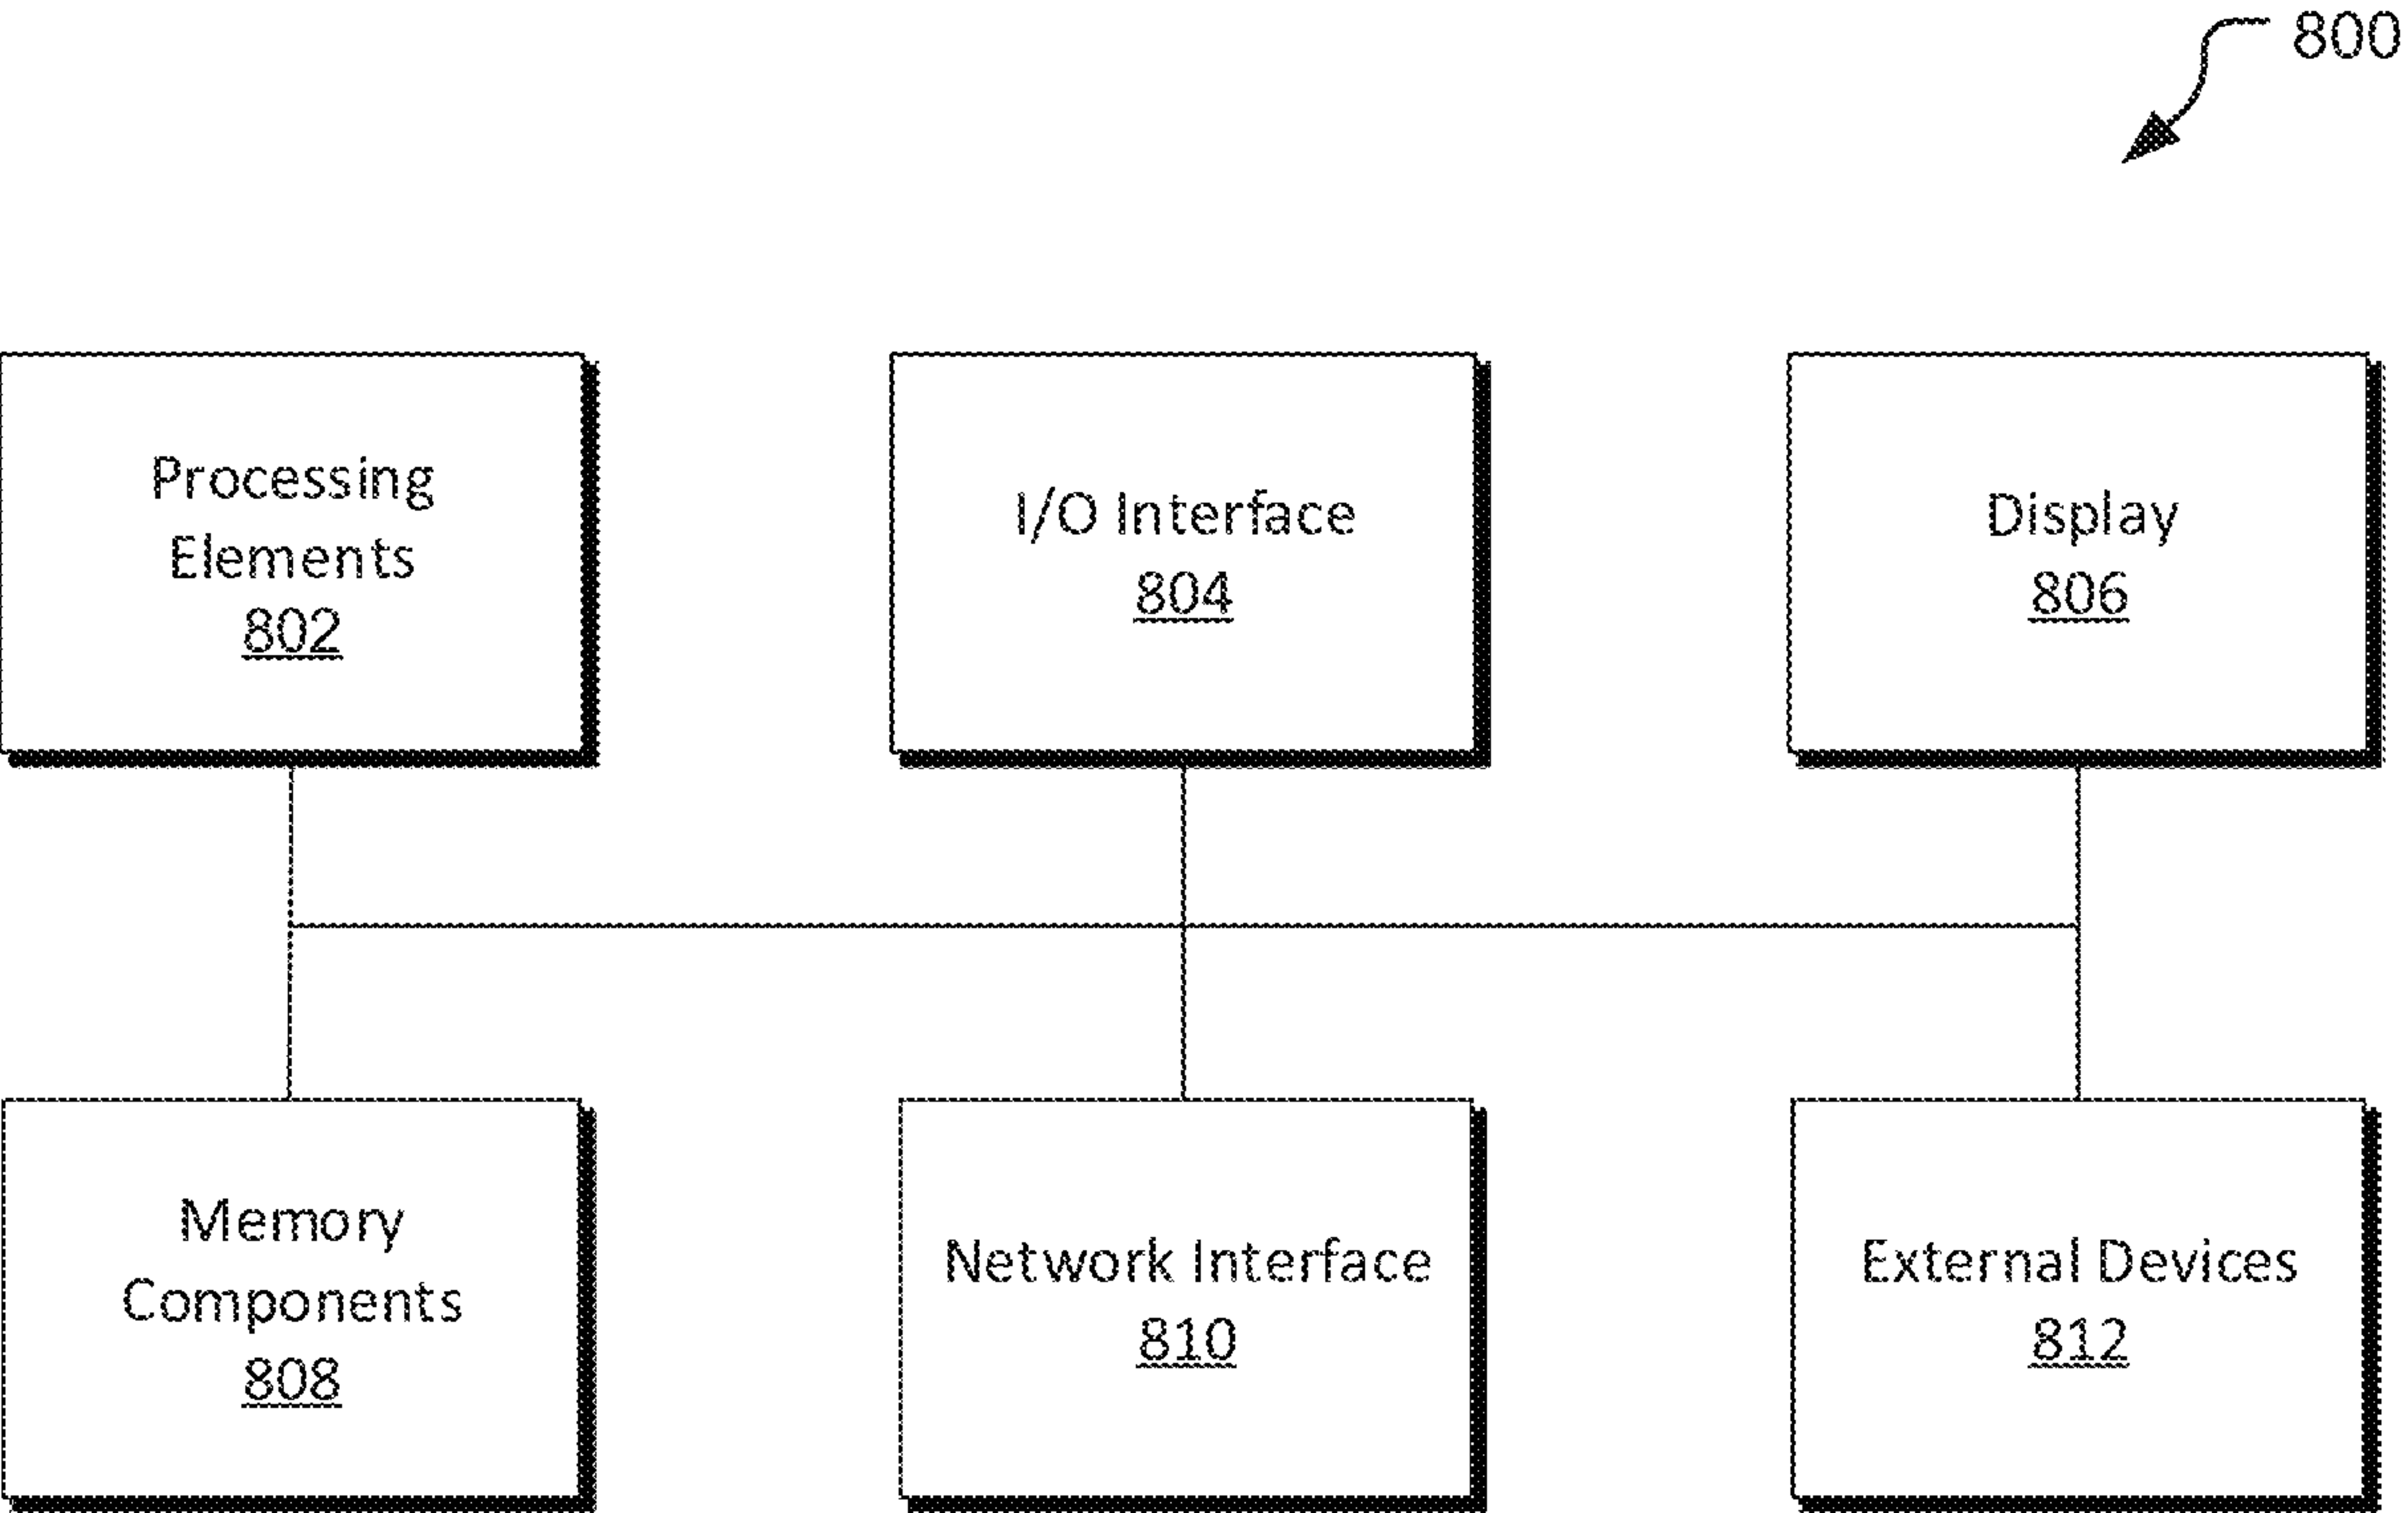 800
Processing
Elements
802
I/O Interface
804
Display
806
Memory
Components
808
Network Interface
810
External Devices
812